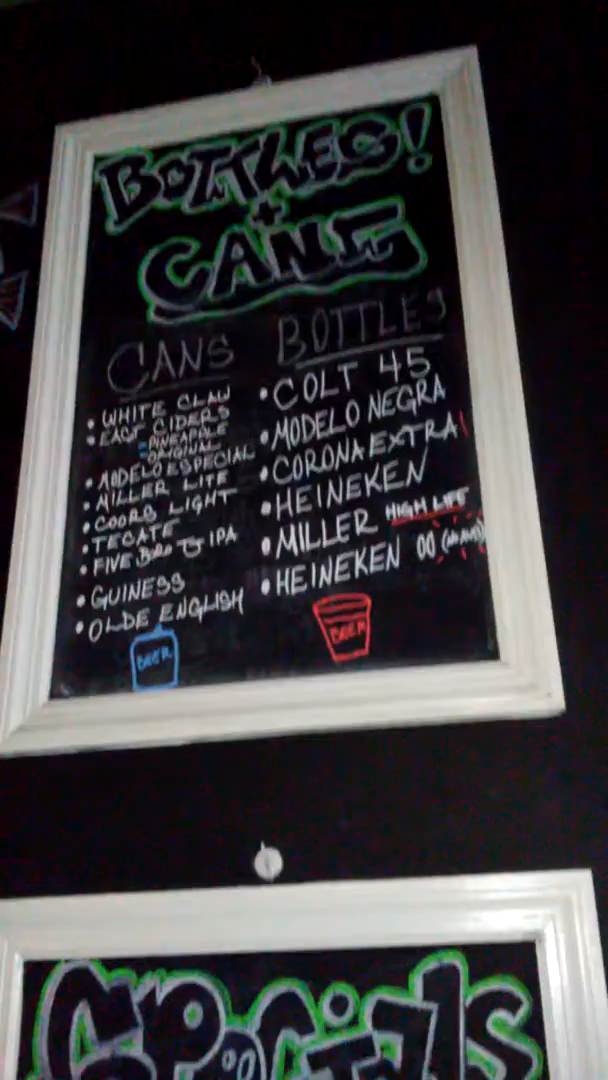 BOTTLES!
+
CANS
CANS
• WHITE CLAW
• EAST CIDERS
- PINEAPPLE
- ORIGINAL
• MODELO ESPECIAL
• MILLER LITE
• COORS LIGHT
• TECATE
• FIVE IPA
• GUINESS
• OLDE ENGLISH
BEER
BOTTLES
• COLT 45
• MODELO NEGRA
• CORONA EXTRA
• HEINEKEN
• MILLER HIGH LIFE
• HEINEKEN 00
BEER
SPECIALS